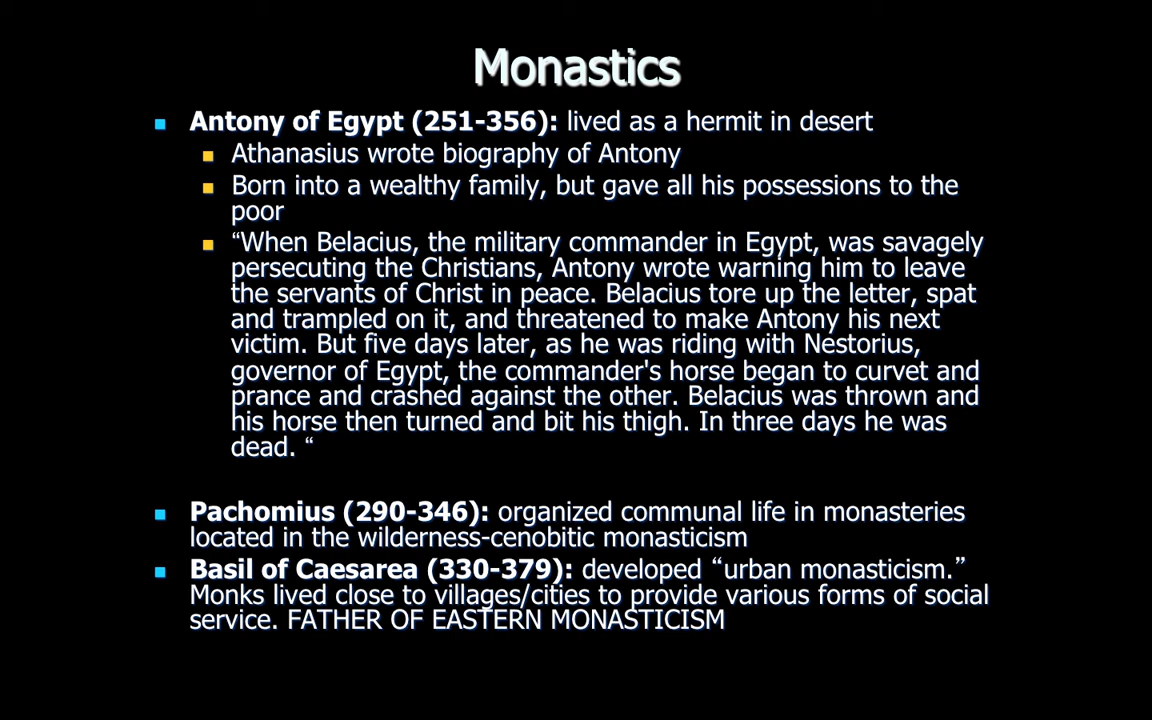 Monastics
Antony of Egypt (251-356): lived as a hermit in desert
Athanasius wrote biography of Antony
Born into a wealthy family, but gave all his possessions to the
poor
“When Belacius, the military commander in Egypt, was savagely
persecuting the Christians, Antony wrote warning him to leave
the servants of Christ in peace. Belacius tore up the letter, spat
and trampled on it, and threatened to make Antony his next
victim. But five days later, as he was riding with Nestorius,
governor of Egypt, the commander's horse began to curvet and
prance and crashed against the other. Belacius was thrown and
his horse then turned and bit his thigh. In three days he was
dead. “
Pachomius (290-346): organized communal life in monasteries
located in the wilderness-cenobitic monasticism
Basil of Caesarea (330-379): developed “urban monasticism.”
Monks lived close to villages/cities to provide various forms of social
service. FATHER OF EASTERN MONASTICISM